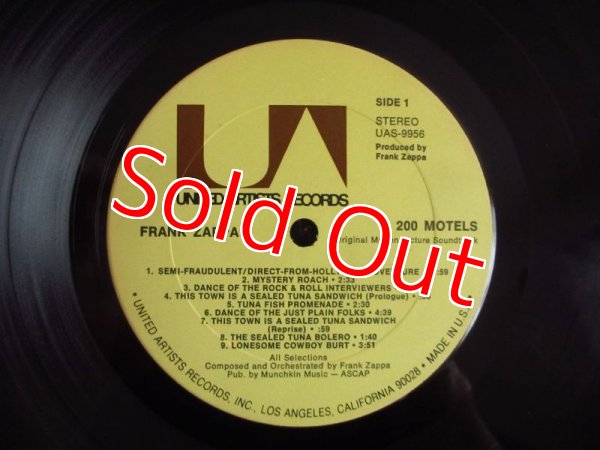 UA
SIDE 1
STEREO
UAS-9956
Produced by
Frank Zappa
UNITED ARTISTS RECORDS
FRANK ZAPPA
200 MOTELS
Original Motion Picture Soundtrack
Sold Out
1. SEMI-FRAUDULENT/DIRECT-FROM-HOLLY OVERTURE :59
2. MYSTERY ROACH • 2:33
3. DANCE OF THE ROCK & ROLL INTERVIEWERS
4. THIS TOWN IS A SEALED TUNA SANDWICH (Prologue) •
5. TUNA FISH PROMENADE • 2:30
6. DANCE OF THE JUST PLAIN FOLKS • 4:39
7. THIS TOWN IS A SEALED TUNA SANDWICH
(Reprise) • :59
8. THE SEALED TUNA BOLERO • 1:40
9. LONESOME COWBOY BURT • 3:51
All Selections
Composed and Orchestrated by Frank Zappa
Pub. by Munchkin Music – ASCAP
• UNITED ARTISTS RECORDS, INC., LOS ANGELES, CALIFORNIA 90028 • MADE IN U.S.A.